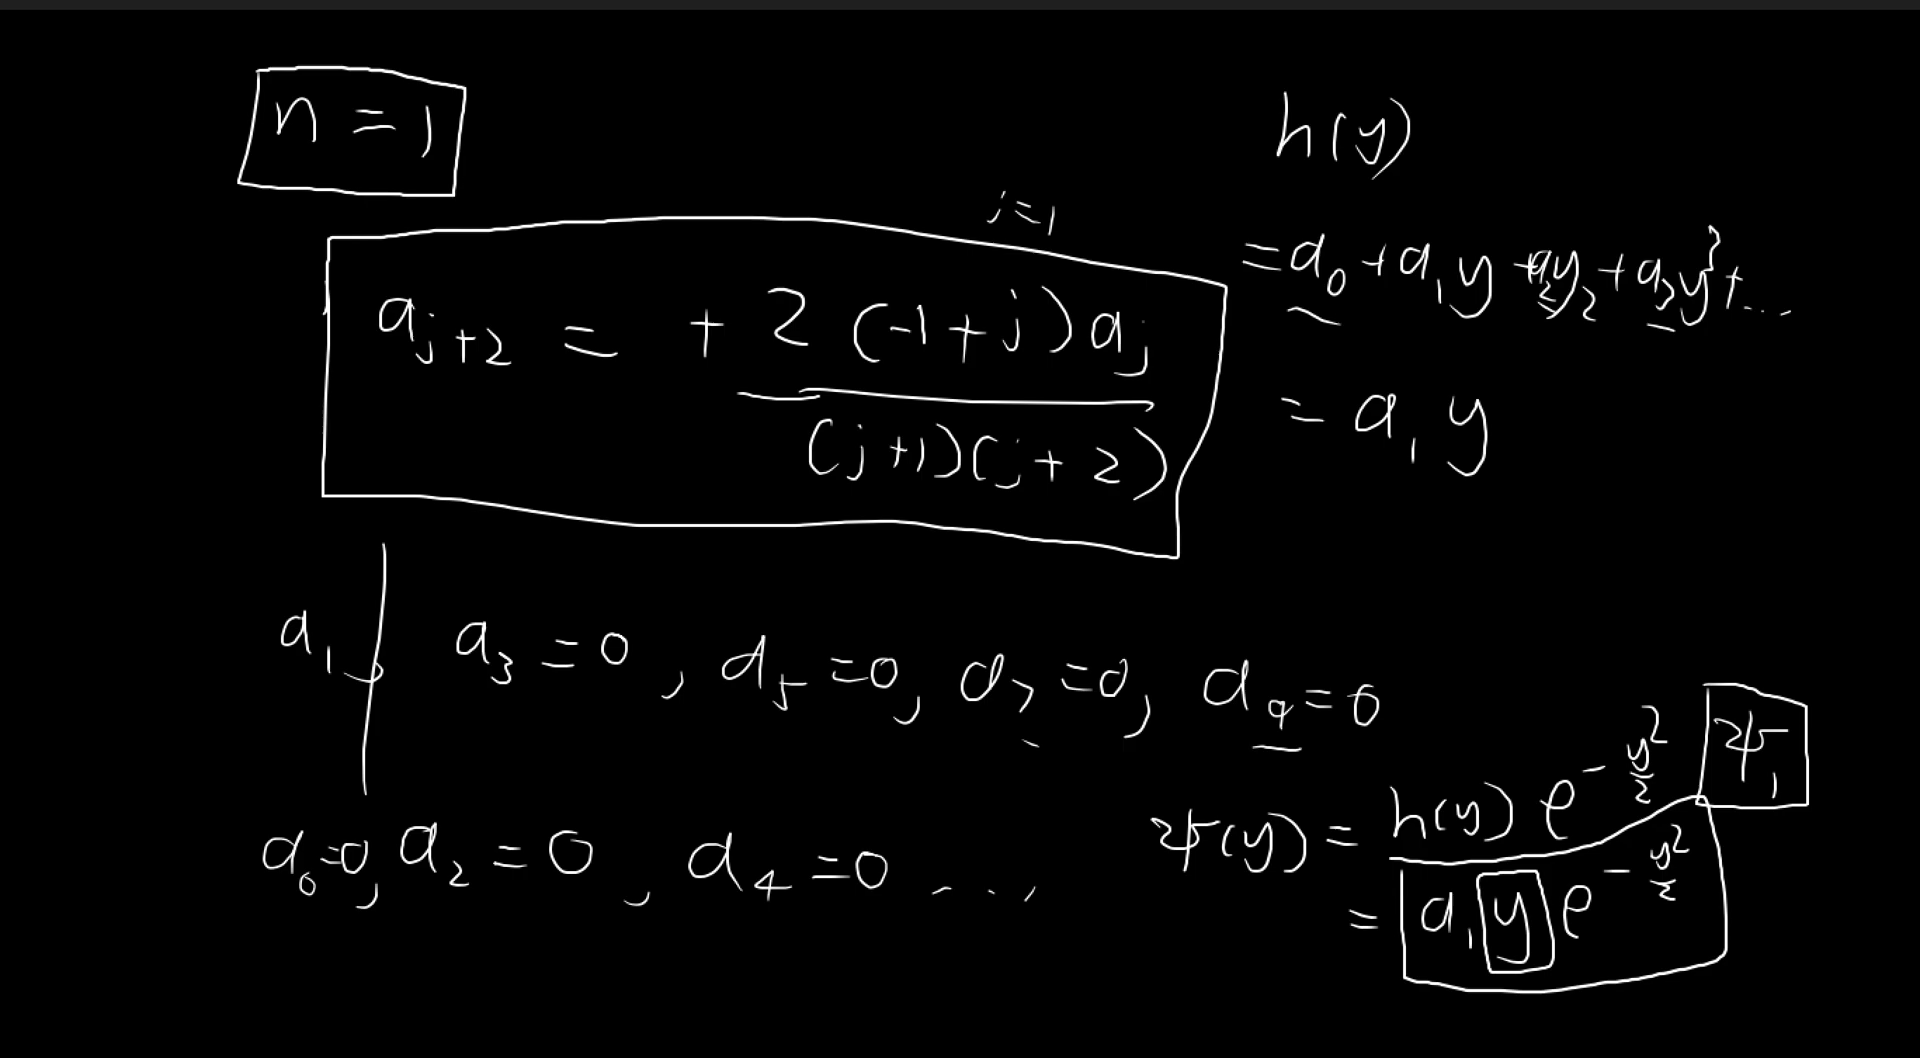 n = 1
h(y)
j=1
= a₀ + a₁y + a₂y² + a₃y³ + ...
a_{j+2} = + 2(-1+j)a_j / (j+1)(j+2)
= a₁y
a₁ a₃ = 0, a₅ = 0, a₇ = 0, a₉ = 0
ψ₁
ψ(y) = h(y) e^{-y²/2}
a₀=0, a₂ = 0, a₄ = 0 ...
= a₁ y e^{-y²/2}